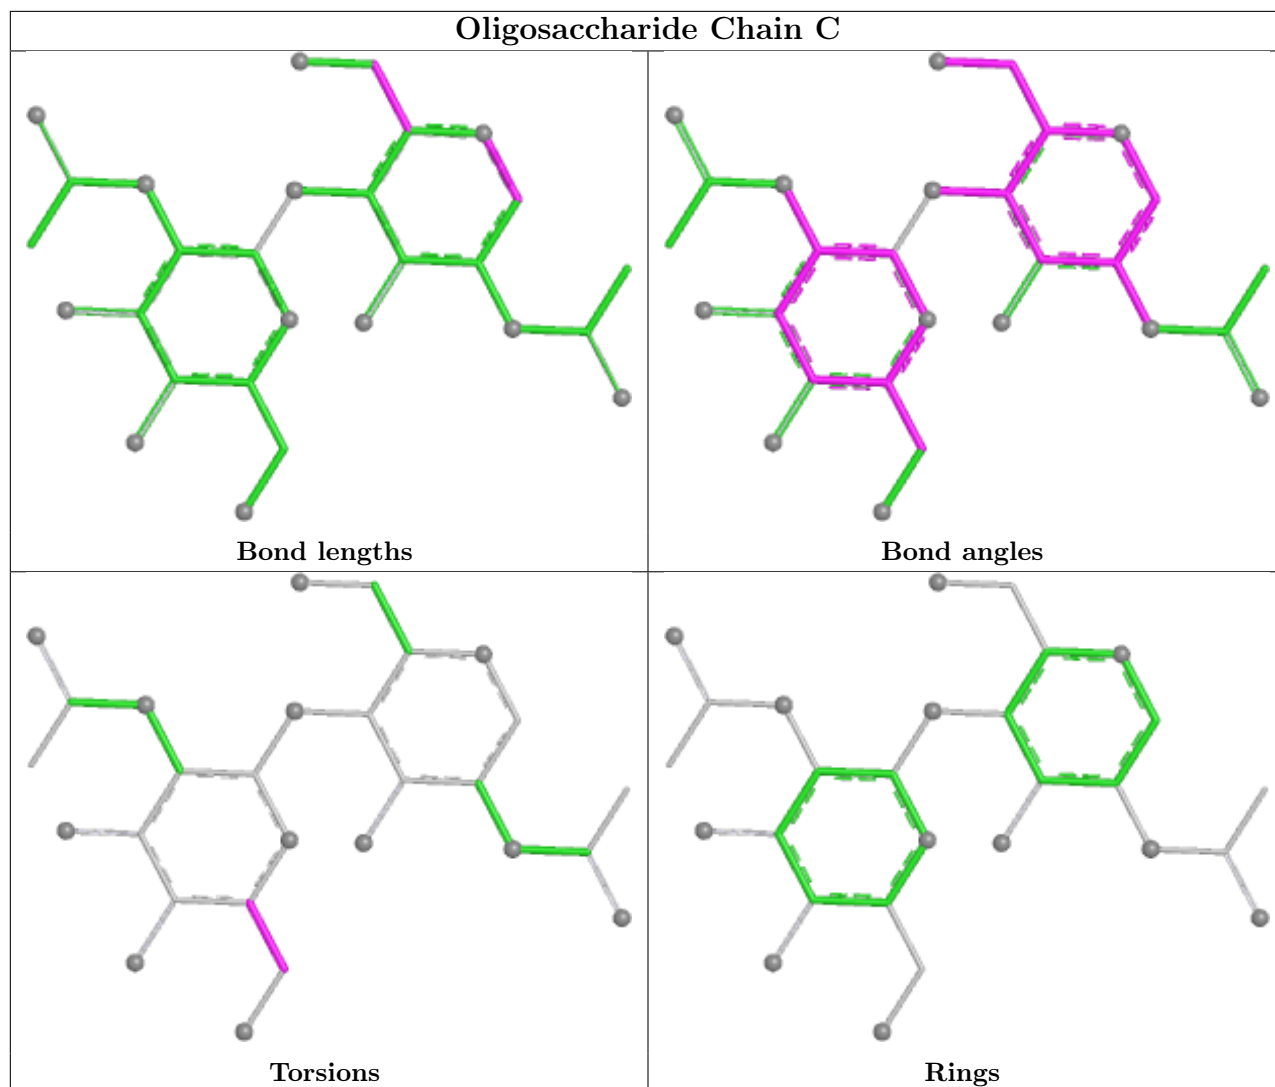 Oligosaccharide Chain C
Bond lengths
Bond angles
Torsions
Rings